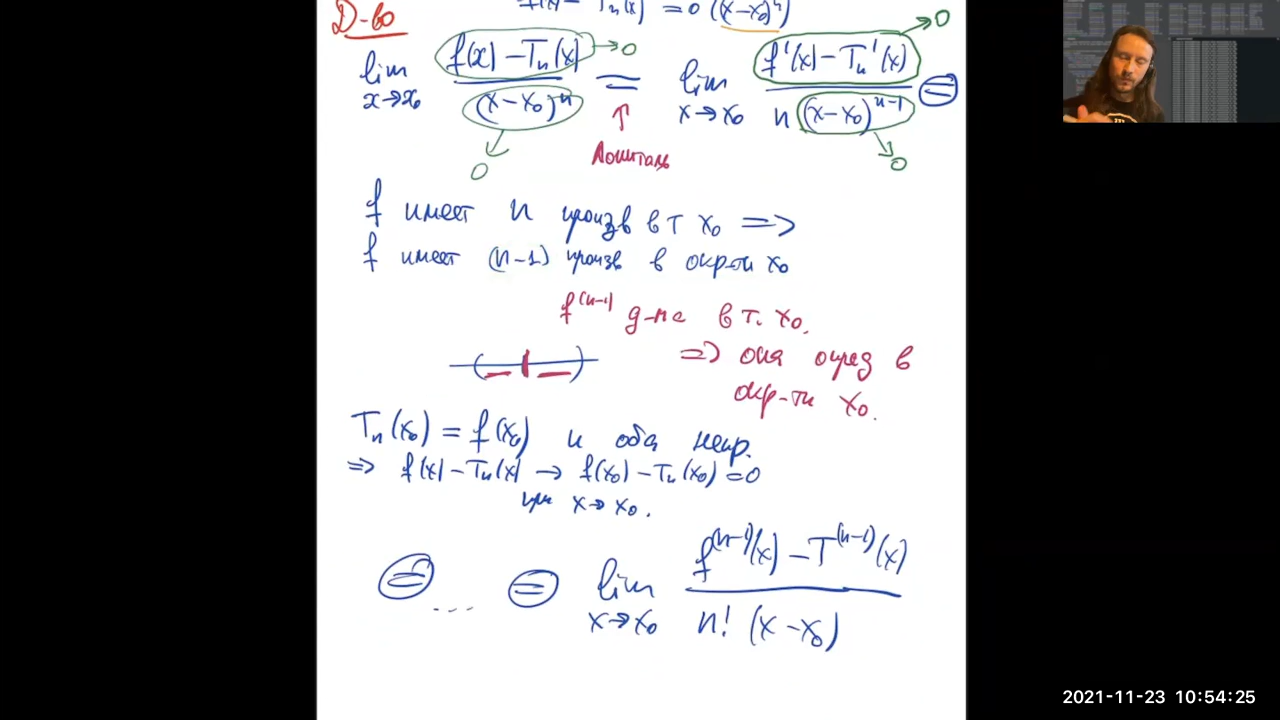 f(x) - Tₙ(x) = o((x-x₀)ⁿ)
Д-во
lim x→x₀ (f(x) - Tₙ(x))→0 / (x-x₀)ⁿ→0 = lim x→x₀ (f'(x) - Tₙ'(x))→0 / n(x-x₀)ⁿ⁻¹→0 =
↑
Лопиталь
f имеет n произв в т x₀ =>
f имеет (n-1) произв в окр-ти x₀
f⁽ⁿ⁻¹⁾ д-ма в т. x₀.
=> она опред в
окр-ти x₀.
Tₙ(x₀) = f(x₀) и оба непр.
=> f(x) - Tₙ(x) → f(x₀) - Tₙ(x₀) = 0
при x→x₀.
= ... = lim x→x₀ (f⁽ⁿ⁻¹⁾(x) - T⁽ⁿ⁻¹⁾(x)) / n! (x-x₀)
2021-11-23 10:54:25